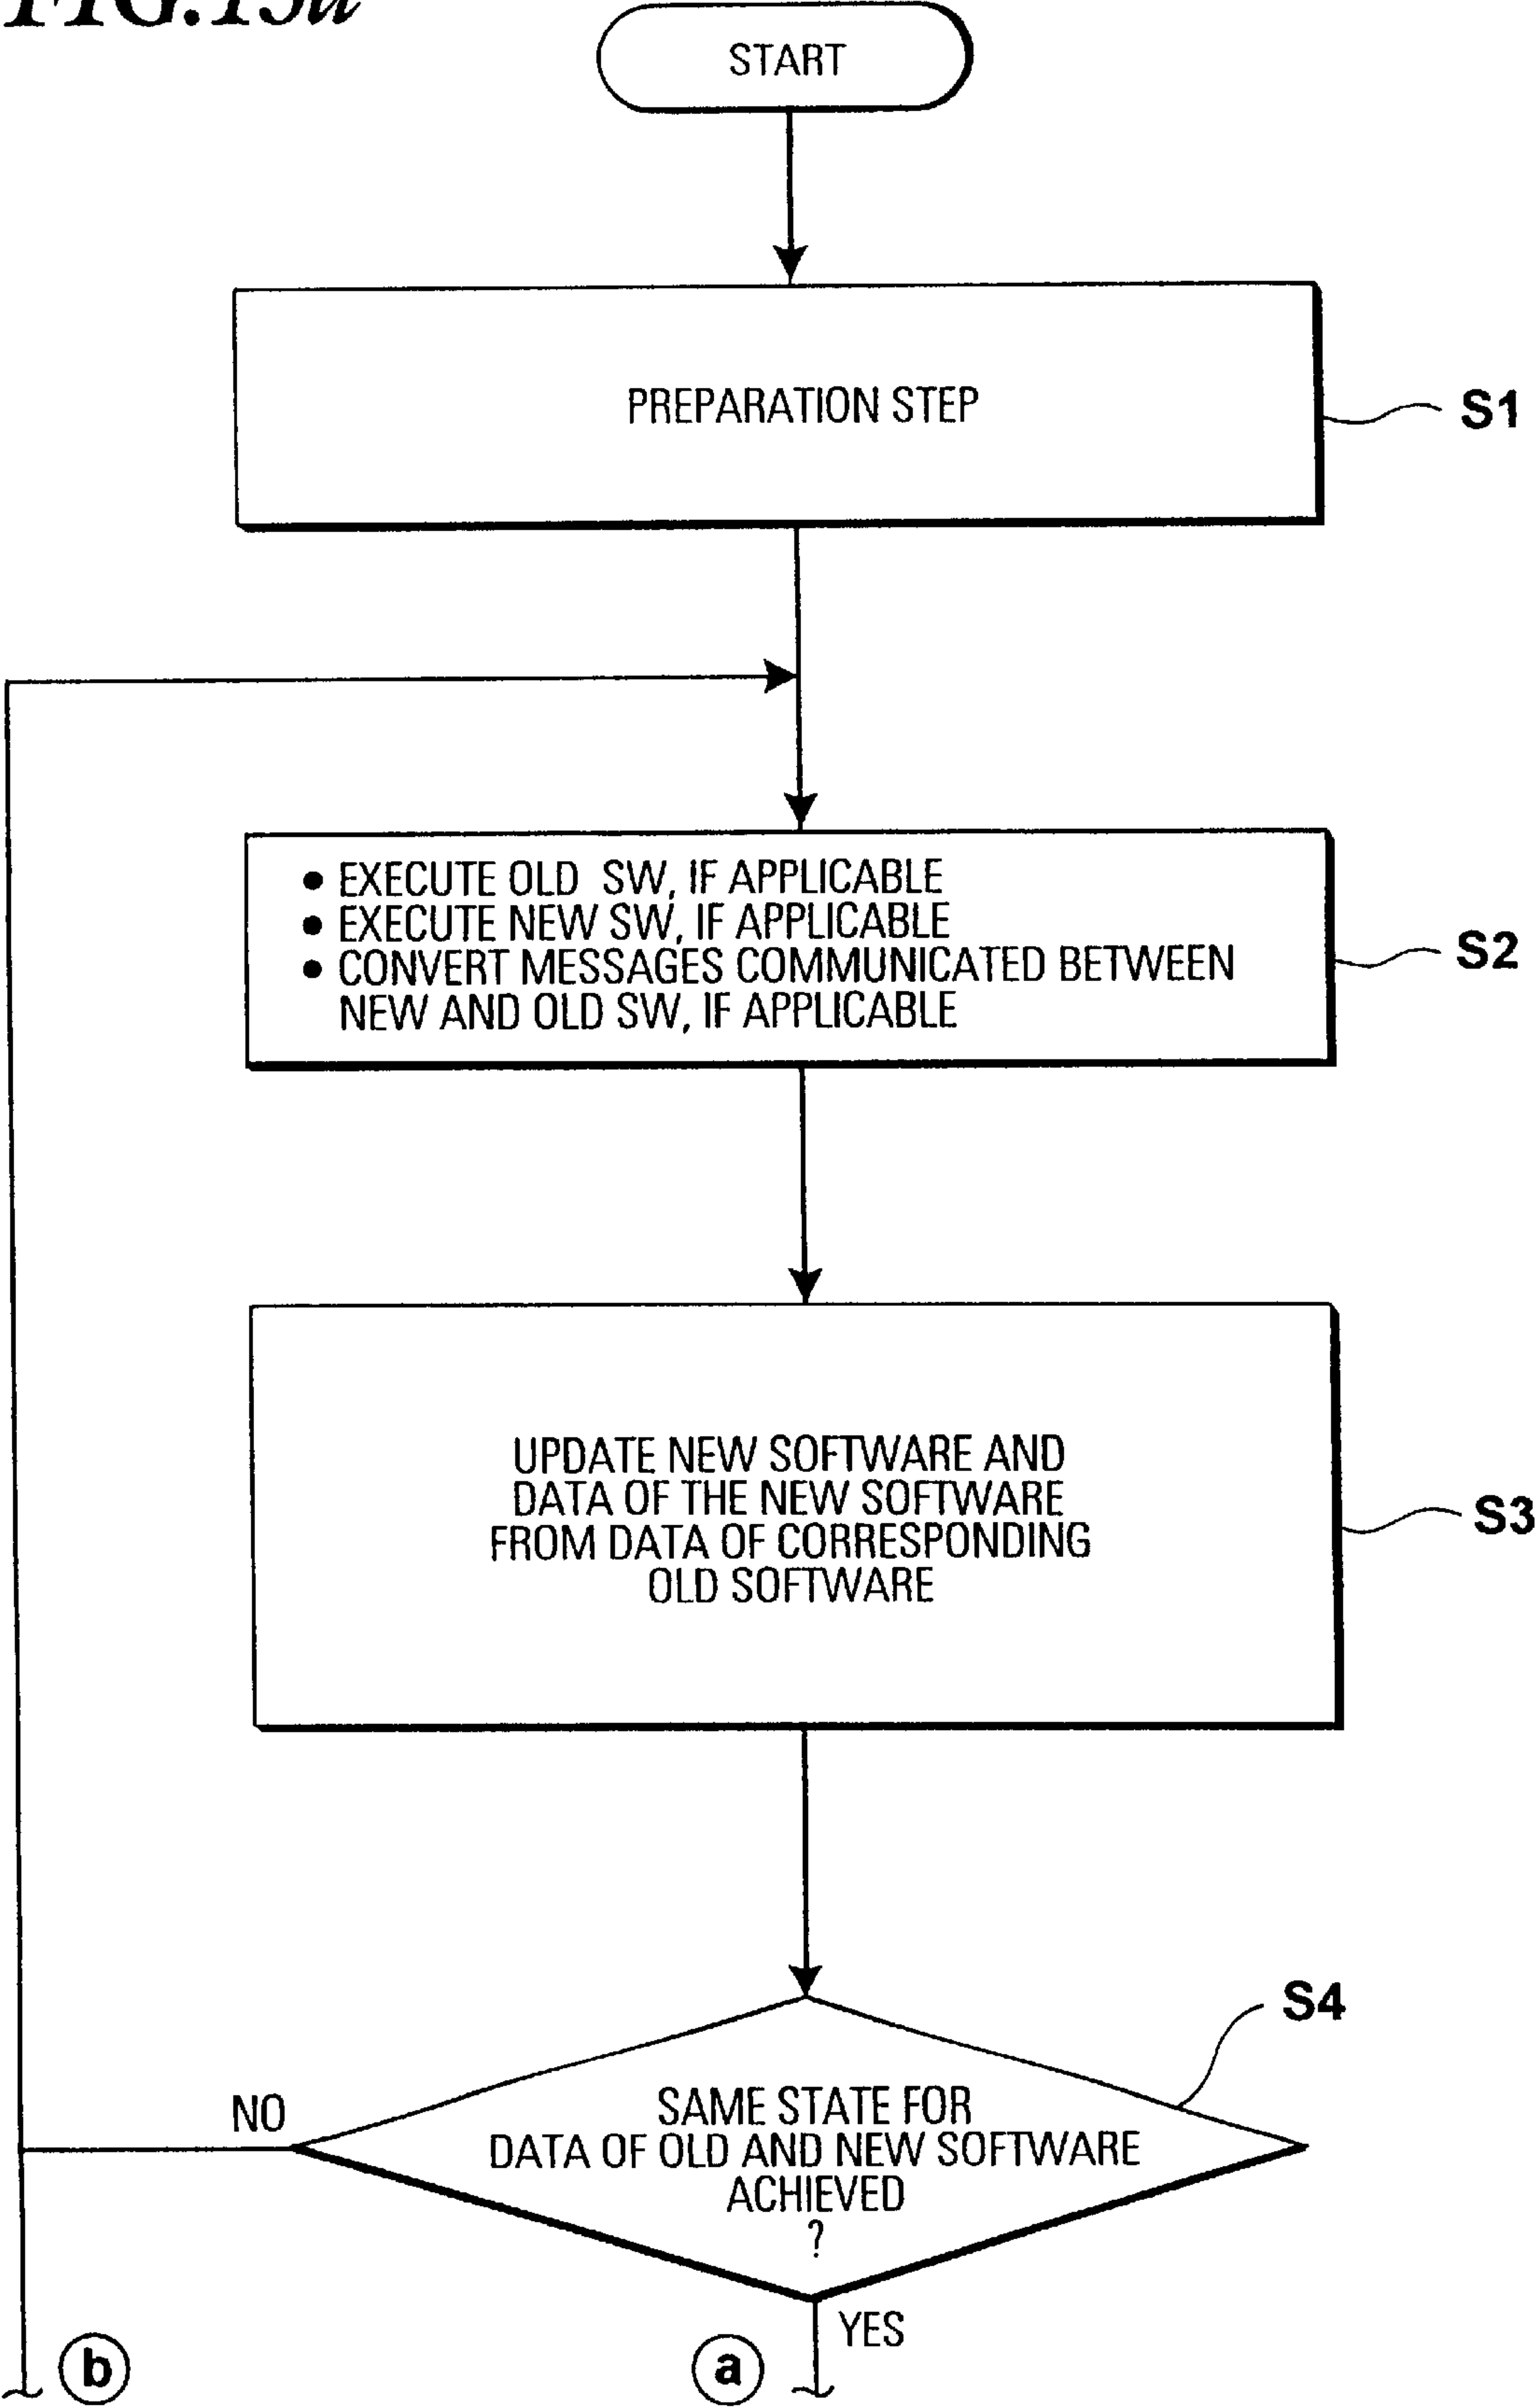 FIG.13a
START
PREPARATION STEP
S1
• EXECUTE OLD SW, IF APPLICABLE
• EXECUTE NEW SW, IF APPLICABLE
• CONVERT MESSAGES COMMUNICATED BETWEEN
NEW AND OLD SW, IF APPLICABLE
S2
UPDATE NEW SOFTWARE AND
DATA OF THE NEW SOFTWARE
FROM DATA OF CORRESPONDING
OLD SOFTWARE
S3
S4
NO
SAME STATE FOR
DATA OF OLD AND NEW SOFTWARE
ACHIEVED
?
YES
b
a